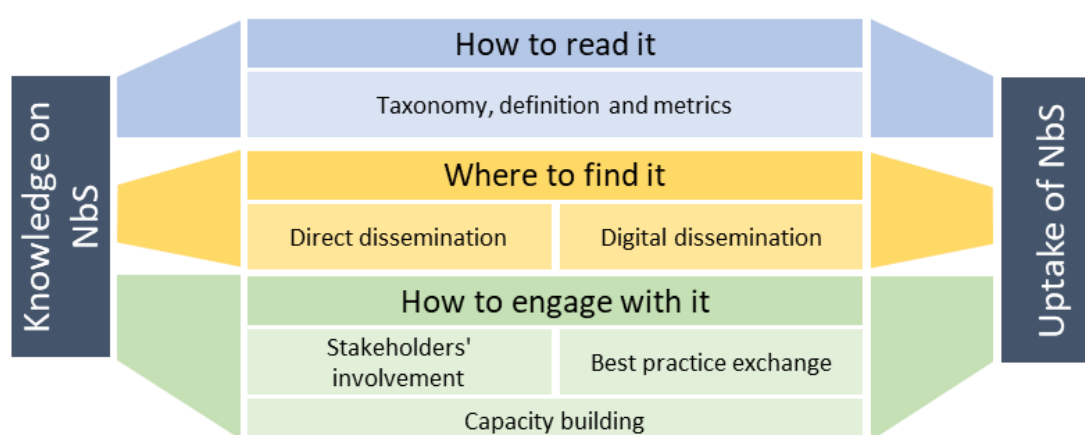 Knowledge on
NbS
How to read it
Taxonomy, definition and metrics
Where to find it
Direct dissemination
Digital dissemination
How to engage with it
Stakeholders'
involvement
Best practice exchange
Capacity building
Uptake of NbS